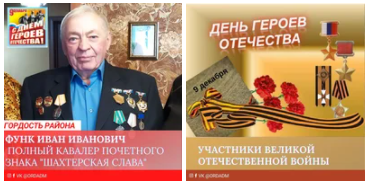 С ДНЕМ
ГЕРОЕВ
ОТЕЧЕСТВА!
ГОРДОСТЬ РАЙОНА
ФУНК ИВАН ИВАНОВИЧ
ПОЛНЫЙ КАВАЛЕР ПОЧЕТНОГО
ЗНАКА "ШАХТЕРСКАЯ СЛАВА"
ДЕНЬ ГЕРОЕВ
ОТЕЧЕСТВА
9 декабря
УЧАСТНИКИ ВЕЛИКОЙ
ОТЕЧЕСТВЕННОЙ ВОЙНЫ